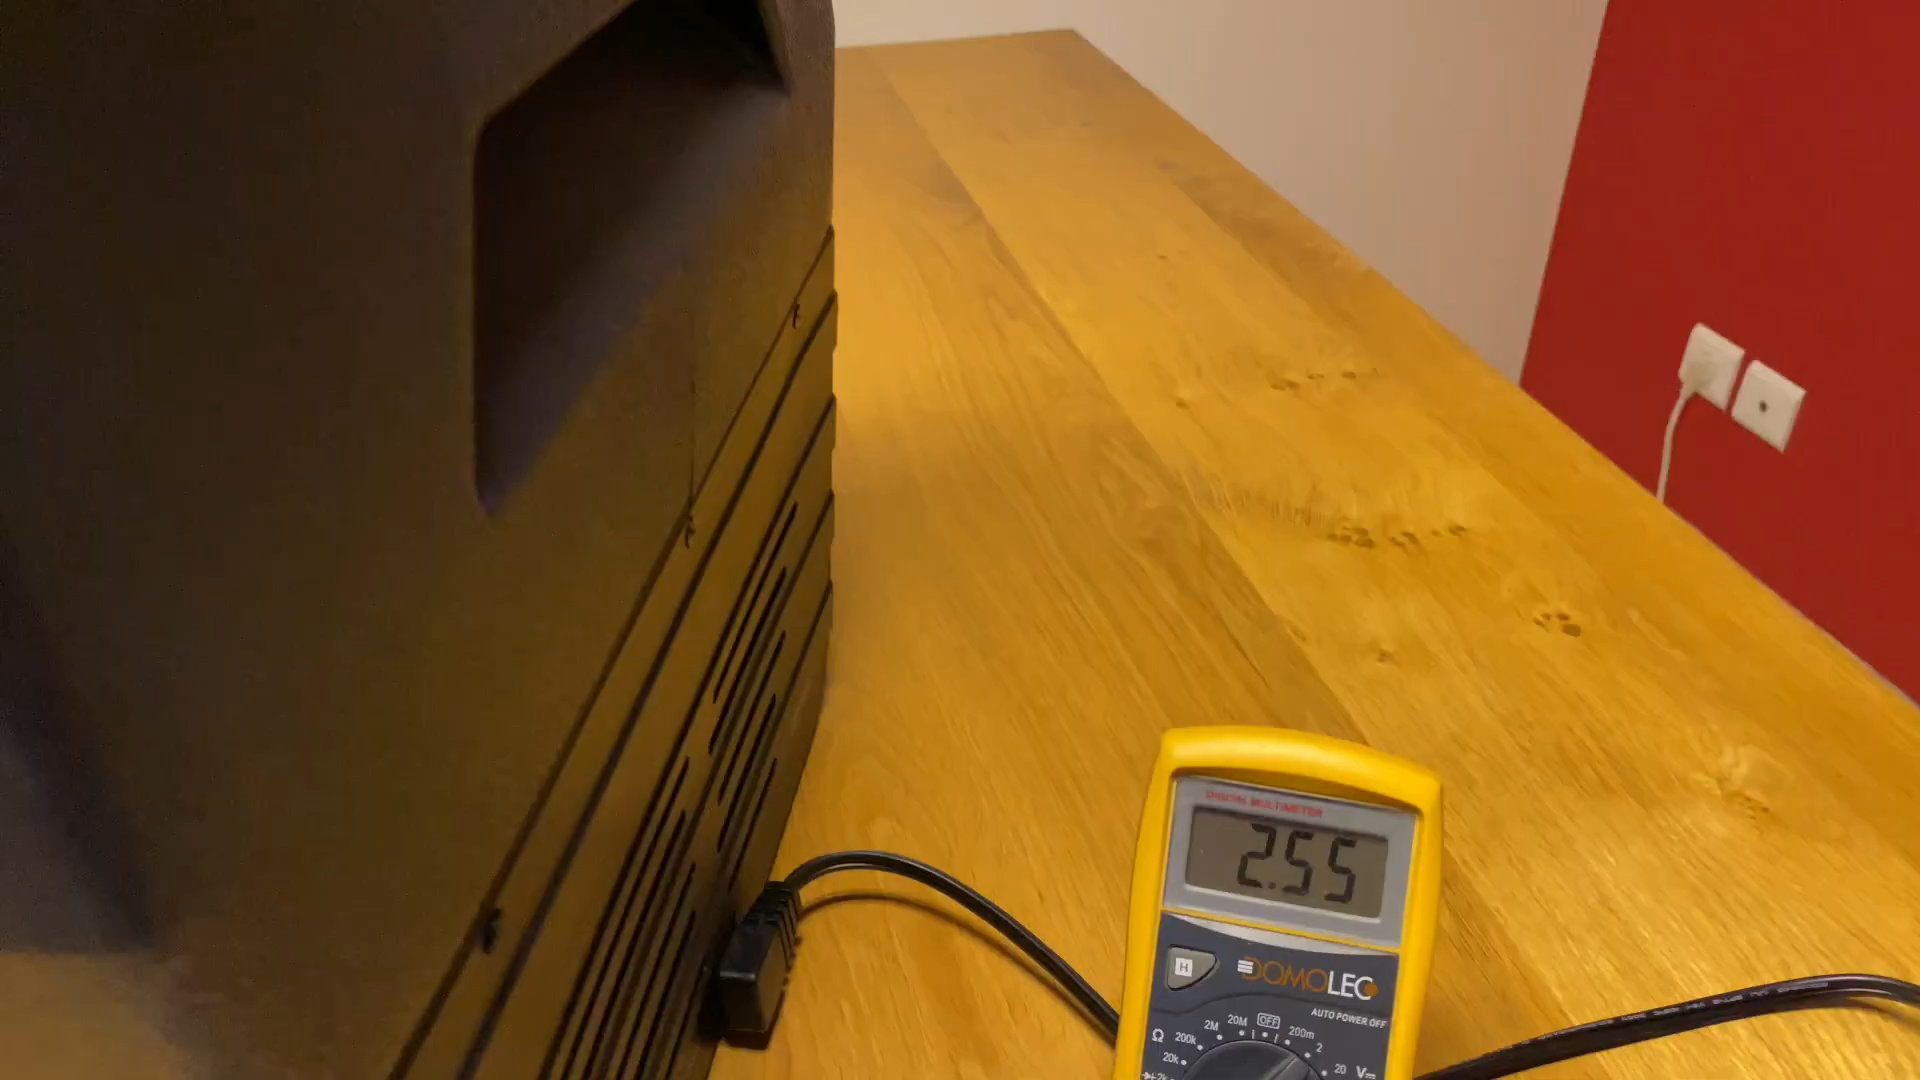 DIGITAL MULTIMETER
2.55
H
DOMOLEC
AUTO POWER OFF
Ω 200k 2M 20M OFF 200m 2
20k 20 V